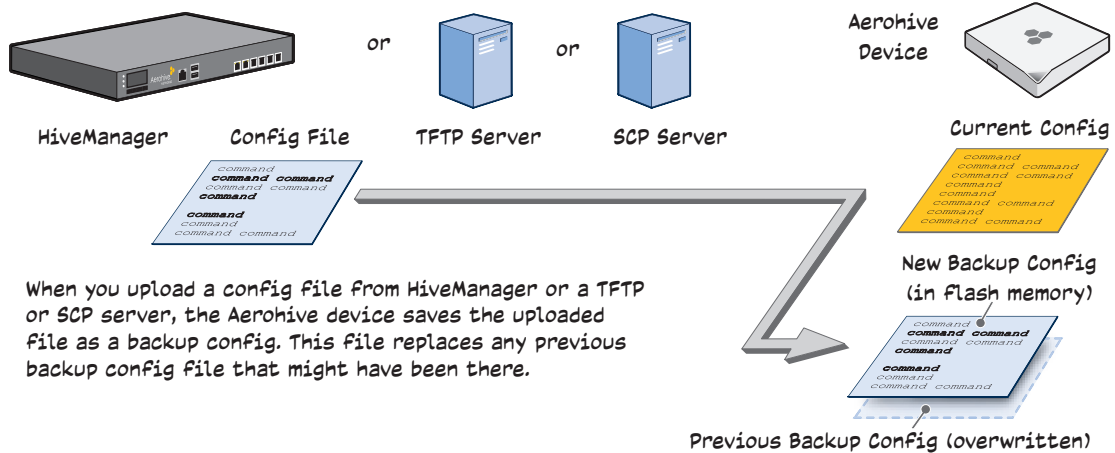 or
or
Aerohive
Device
Aerohive
HiveManager
Config File
TFTP Server
SCP Server
Current Config
command
command command
command command
command
command
command
command command
command
command command
command command
command
command command
command
command command
New Backup Config
(in flash memory)
When you upload a config file from HiveManager or a TFTP
or SCP server, the Aerohive device saves the uploaded
file as a backup config. This file replaces any previous
backup config file that might have been there.
command
command command
command command
command
command
command
command command
Previous Backup Config (overwritten)